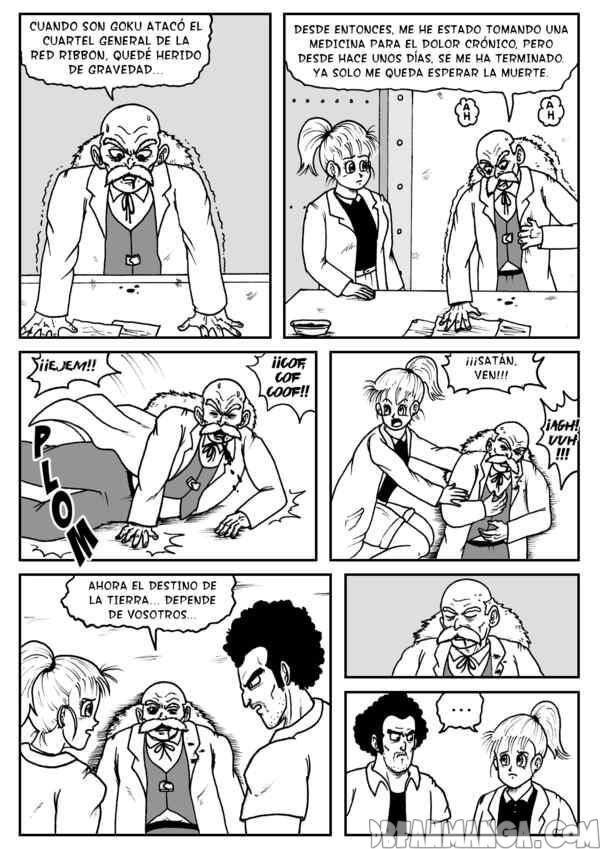 CUANDO SON GOKU ATACÓ EL
CUARTEL GENERAL DE LA
RED RIBBON, QUEDÉ HERIDO
DE GRAVEDAD...
DESDE ENTONCES, ME HE ESTADO TOMANDO UNA
MEDICINA PARA EL DOLOR CRÓNICO, PERO
DESDE HACE UNOS DÍAS, SE ME HA TERMINADO.
YA SOLO ME QUEDA ESPERAR LA MUERTE.
AH
AH
¡¡EJEM!!
¡¡COF,
COF
COOF!!
PLOM
¡¡¡SATÁN,
VEN!!!
¡AGH!
UUH
!!!
AHORA EL DESTINO DE
LA TIERRA... DEPENDE
DE VOSOTROS...
...
DBFANMANGA.COM